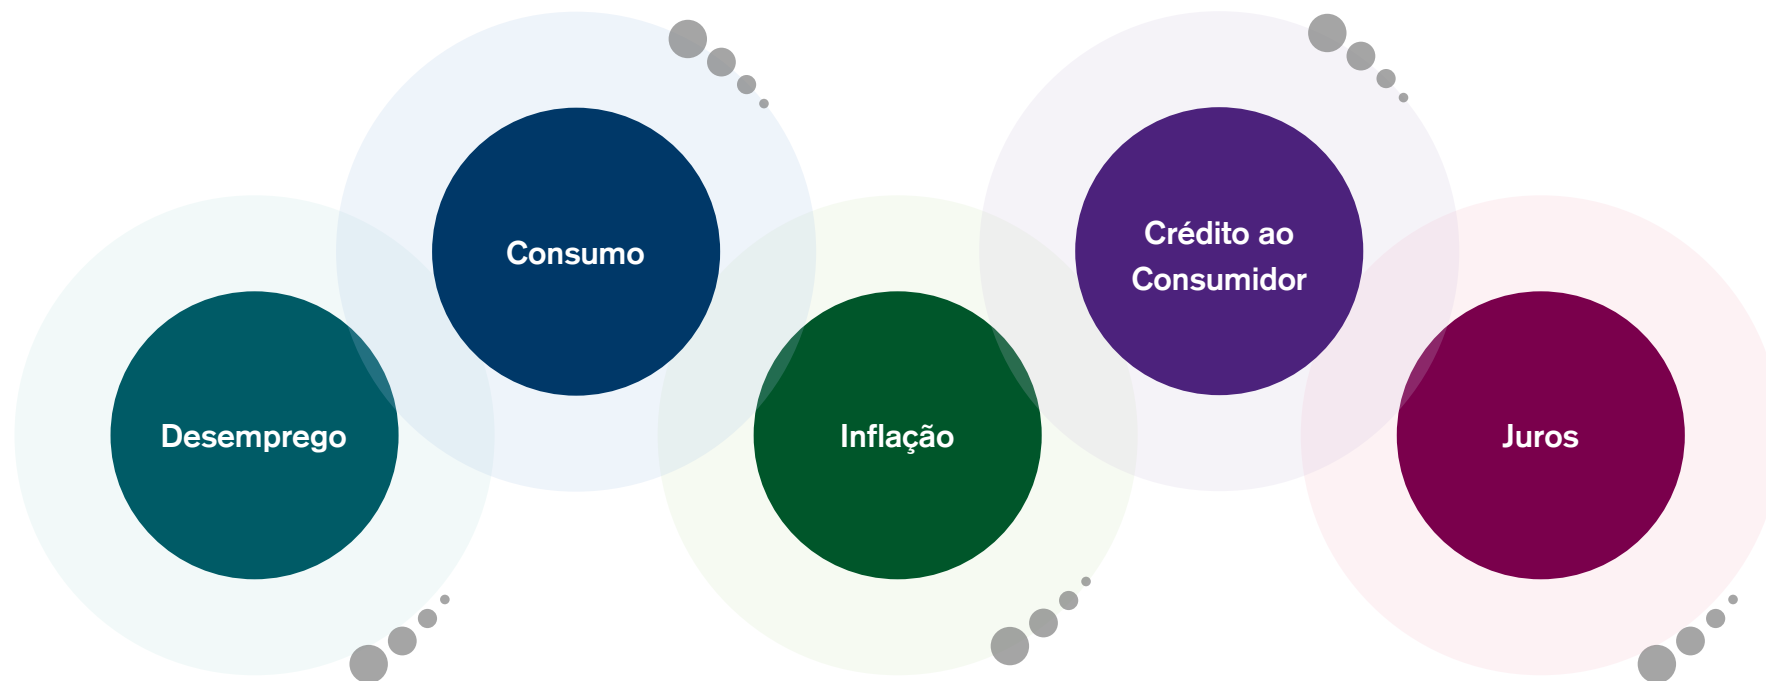 Desemprego
Consumo
Inflação
Crédito ao
Consumidor
Juros